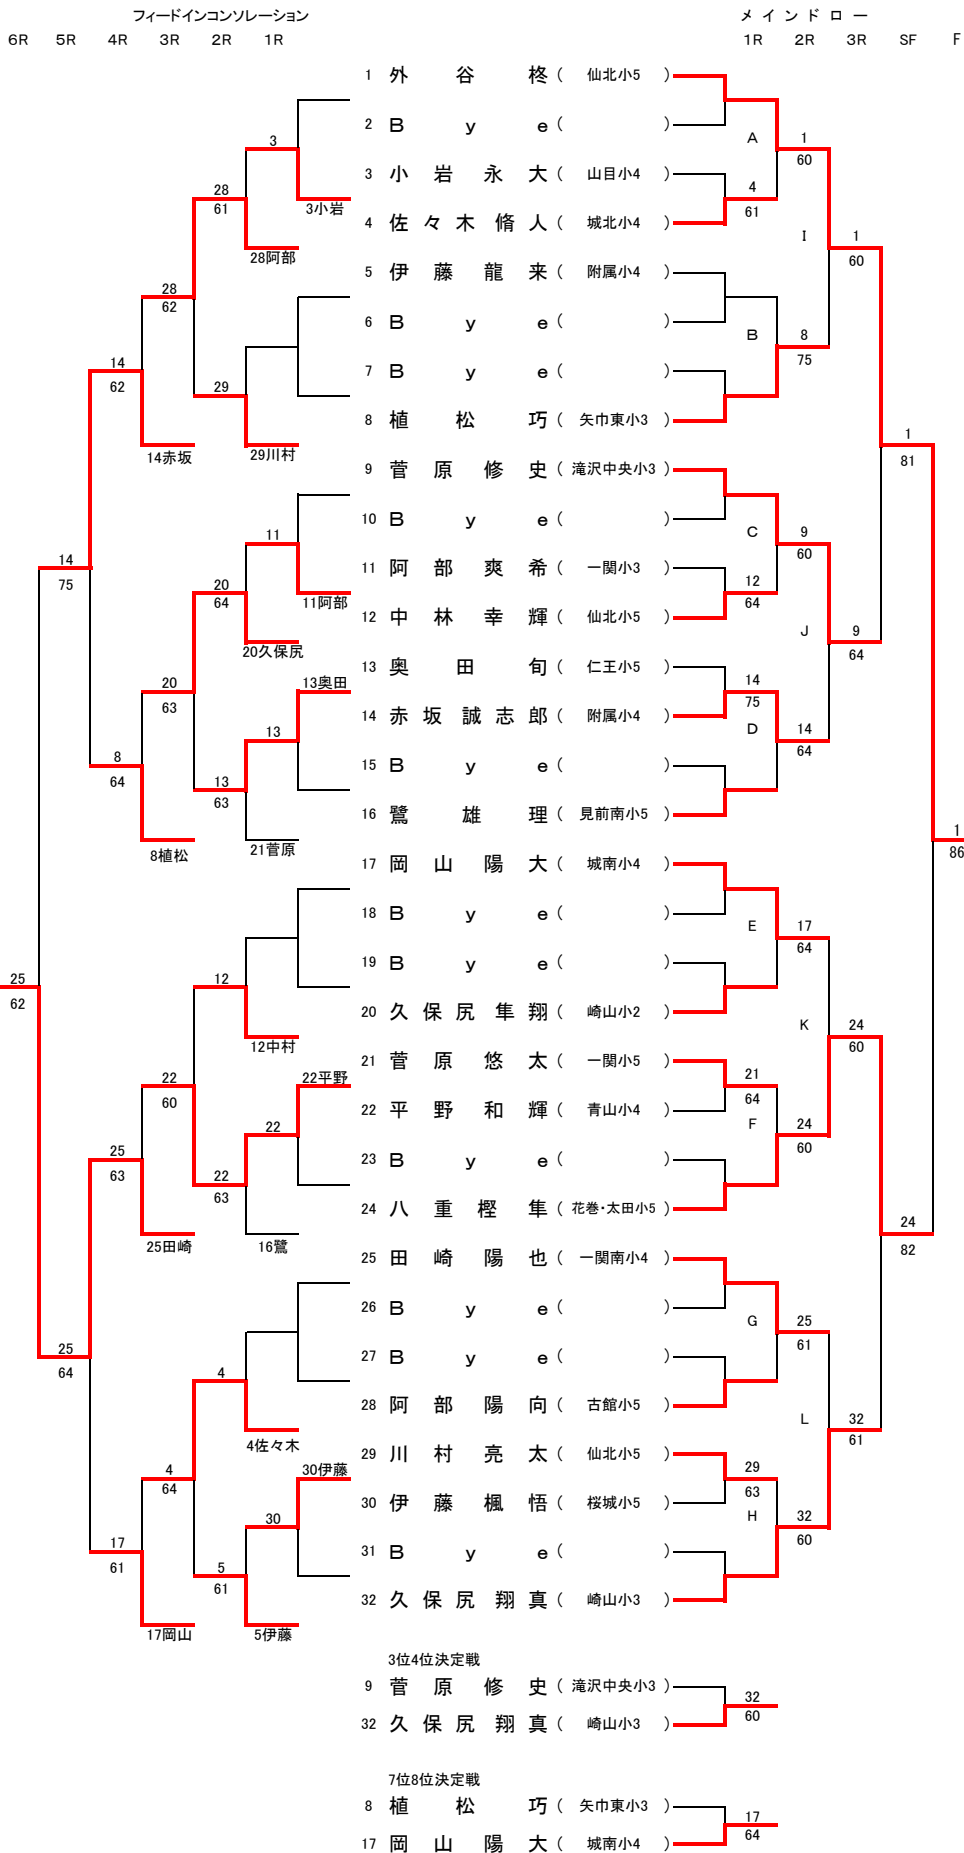 フィードインコンソレーション メインドロー
6R 5R 4R 3R 2R 1R 1R 2R 3R SF F
1 外谷柊 ( 仙北小5 )
2 Bye ( )
A 1
3 60
3 小岩永大 ( 山目小4 )
28 4
61 3小岩 61
4 佐々木脩人 ( 城北小4 )
I 1
28阿部 60
5 伊藤龍来 ( 附属小4 )
28
62
6 Bye ( )
B 8
75
14
62
7 Bye ( )
29
8 植松巧 ( 矢巾東小3 )
1
81
14赤坂 29川村
9 菅原修史 ( 滝沢中央小3 )
10 Bye ( )
C 9
11 60
14
75
11 阿部爽希 ( 一関小3 )
20 12
64 11阿部 64
12 中林幸輝 ( 仙北小5 )
J 9
20久保尻 64
13 奥田旬 ( 仁王小5 )
13奥田 14
20 75
63
14 赤坂誠志郎 ( 附属小4 )
13 D 14
64
8
64
15 Bye ( )
13
63
16 鷺雄理 ( 見前南小5 )
8植松 21菅原 1
86
17 岡山陽大 ( 城南小4 )
18 Bye ( )
E 17
64
19 Bye ( )
25 12
62
20 久保尻隼翔 ( 崎山小2 )
K 24
12中村 60
21 菅原悠太 ( 一関小5 )
22平野 21
22 64
60
22 平野和輝 ( 青山小4 )
22 F 24
60
25
63
23 Bye ( )
22
63
24 八重樫隼 ( 花巻・太田小5 )
24
82
25田崎 16鷺
25 田崎陽也 ( 一関南小4 )
26 Bye ( )
G 25
61
25
64
27 Bye ( )
4
28 阿部陽向 ( 古館小5 )
L 32
4佐々木 61
29 川村亮太 ( 仙北小5 )
30伊藤 29
4 63
64
30 伊藤楓悟 ( 桜城小5 )
30 H 32
60
17
61
31 Bye ( )
5
61
32 久保尻翔真 ( 崎山小3 )
17岡山 5伊藤
3位4位決定戦
9 菅原修史 ( 滝沢中央小3 )
32
60
32 久保尻翔真 ( 崎山小3 )
7位8位決定戦
8 植松巧 ( 矢巾東小3 )
17
64
17 岡山陽大 ( 城南小4 )